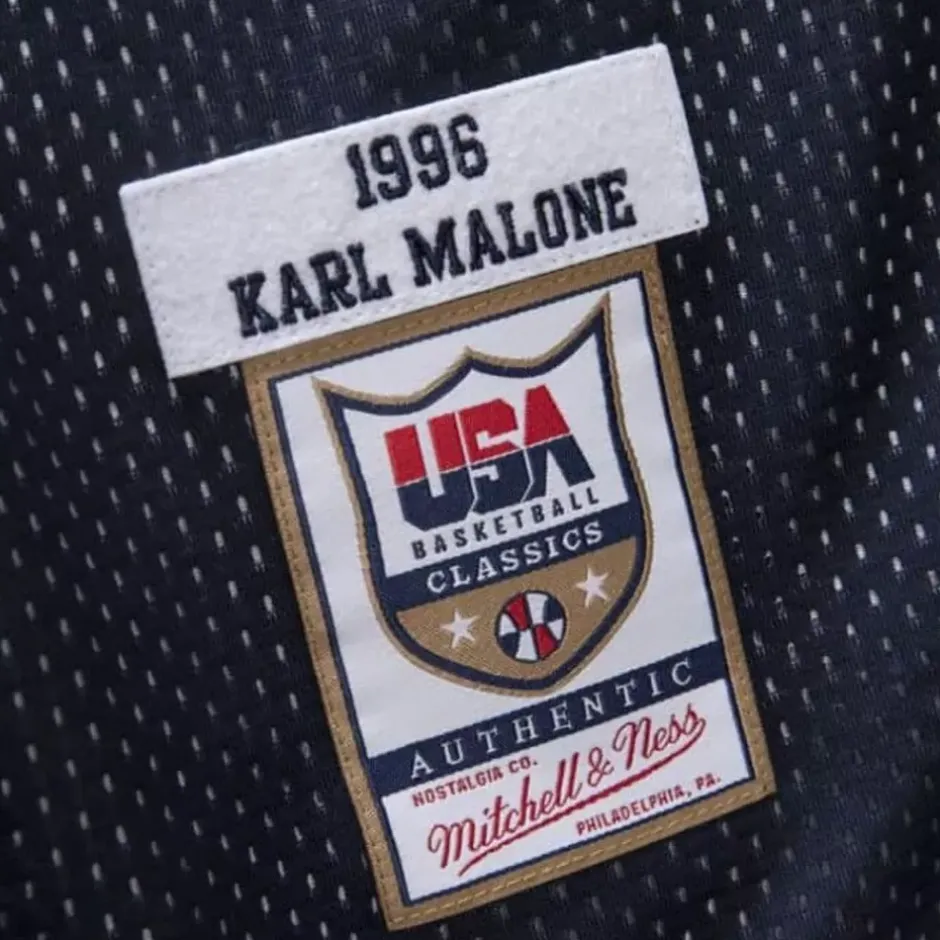 1996
KARL MALONE
USA
BASKETBALL
CLASSICS
AUTHENTIC
NOSTALGIA CO.
Mitchell & Ness
PHILADELPHIA, PA.